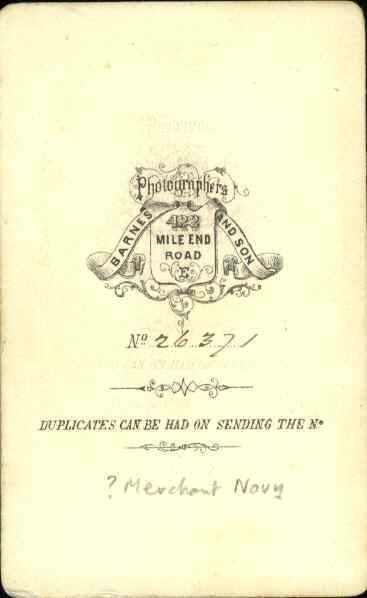 Photographers
BARNES AND SON
422
MILE END
ROAD
E.
Nº 26371
DUPLICATES CAN BE HAD ON SENDING THE Nº
? Merchant Navy